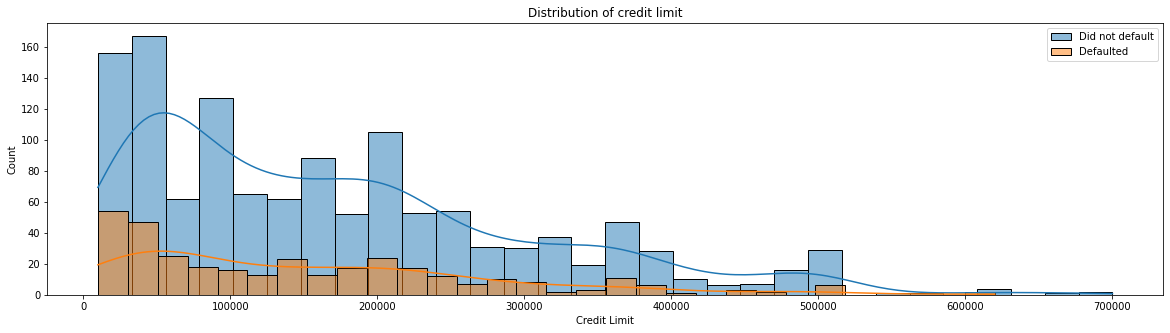 Distribution of credit limit
Did not default
Defaulted
Count
160
140
120
100
80
60
40
20
0
0 100000 200000 300000 400000 500000 600000 700000
Credit Limit